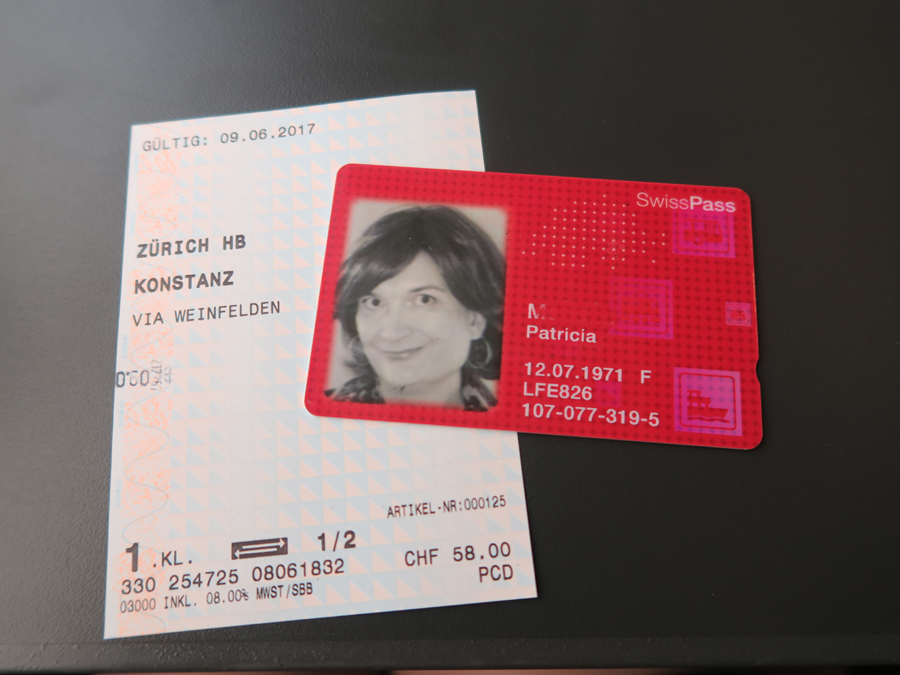 GÜLTIG: 09.06.2017
ZÜRICH HB
KONSTANZ
VIA WEINFELDEN
ARTIKEL-NR:000125
1.KL. 1/2
CHF 58.00
330 254725 08061832
PCD
03000 INKL. 08.00% MWST/SBB
SwissPass
M
Patricia
12.07.1971 F
LFE826
107-077-319-5